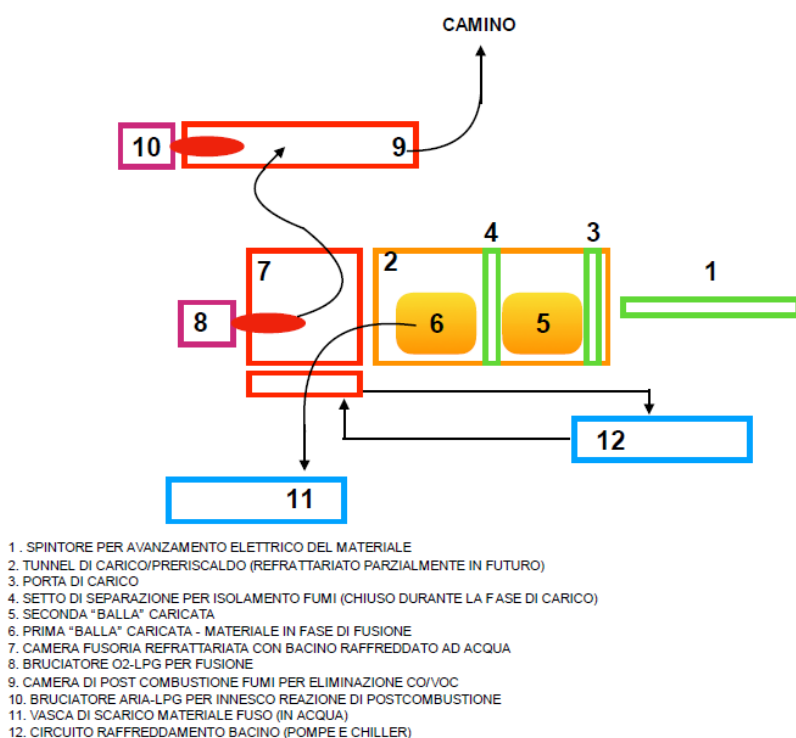 CAMINO
10
9
4
3
7
2
1
8
6
5
12
11
1 . SPINTORE PER AVANZAMENTO ELETTRICO DEL MATERIALE
2. TUNNEL DI CARICO/PRERISCALDO (REFRATTARIATO PARZIALMENTE IN FUTURO)
3. PORTA DI CARICO
4. SETTO DI SEPARAZIONE PER ISOLAMENTO FUMI (CHIUSO DURANTE LA FASE DI CARICO)
5. SECONDA “BALLA” CARICATA
6. PRIMA “BALLA” CARICATA - MATERIALE IN FASE DI FUSIONE
7. CAMERA FUSORIA REFRATTARIATA CON BACINO RAFFREDDATO AD ACQUA
8. BRUCIATORE O2-LPG PER FUSIONE
9. CAMERA DI POST COMBUSTIONE FUMI PER ELIMINAZIONE CO/VOC
10. BRUCIATORE ARIA-LPG PER INNESCO REAZIONE DI POSTCOMBUSTIONE
11. VASCA DI SCARICO MATERIALE FUSO (IN ACQUA)
12. CIRCUITO RAFFREDDAMENTO BACINO (POMPE E CHILLER)